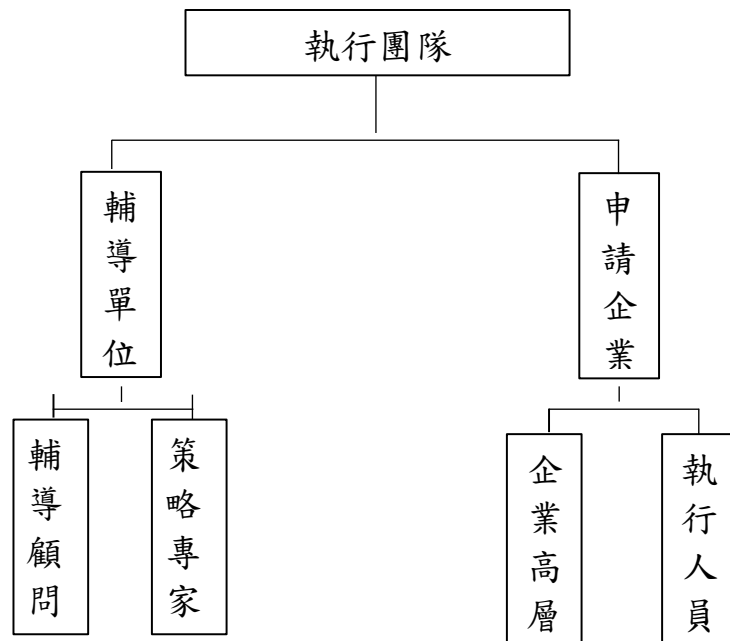 執行團隊
輔導單位
申請企業
輔導顧問
策略專家
企業高層
執行人員